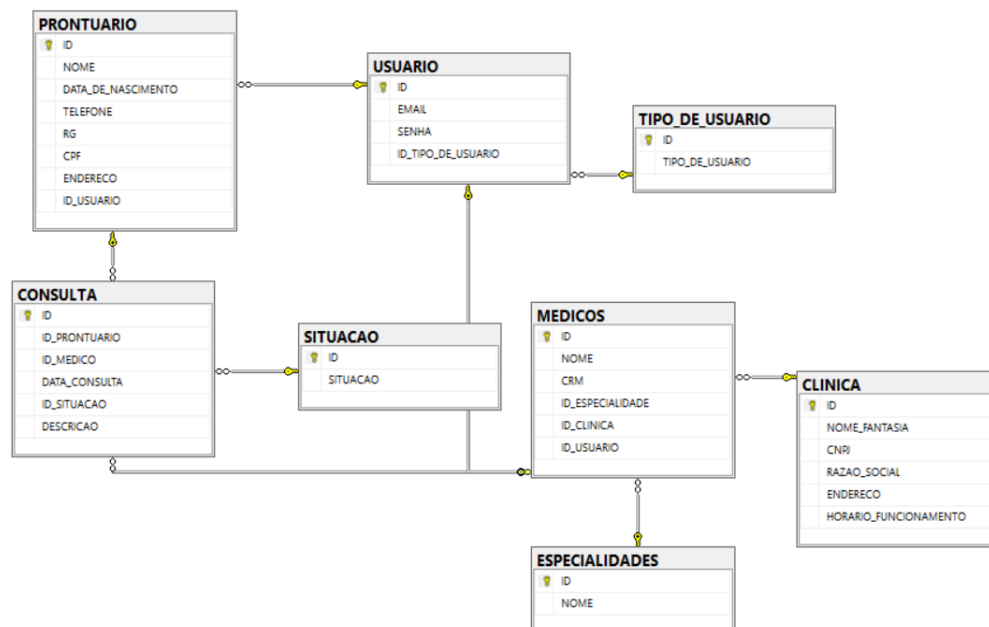 PRONTUARIO
ID
NOME
DATA_DE_NASCIMENTO
TELEFONE
RG
CPF
ENDERECO
ID_USUARIO
USUARIO
ID
EMAIL
SENHA
ID_TIPO_DE_USUARIO
TIPO_DE_USUARIO
ID
TIPO_DE_USUARIO
CONSULTA
ID
ID_PRONTUARIO
ID_MEDICO
DATA_CONSULTA
ID_SITUACAO
DESCRICAO
SITUACAO
ID
SITUACAO
MEDICOS
ID
NOME
CRM
ID_ESPECIALIDADE
ID_CLINICA
ID_USUARIO
CLINICA
ID
NOME_FANTASIA
CNPJ
RAZAO_SOCIAL
ENDERECO
HORARIO_FUNCIONAMENTO
ESPECIALIDADES
ID
NOME